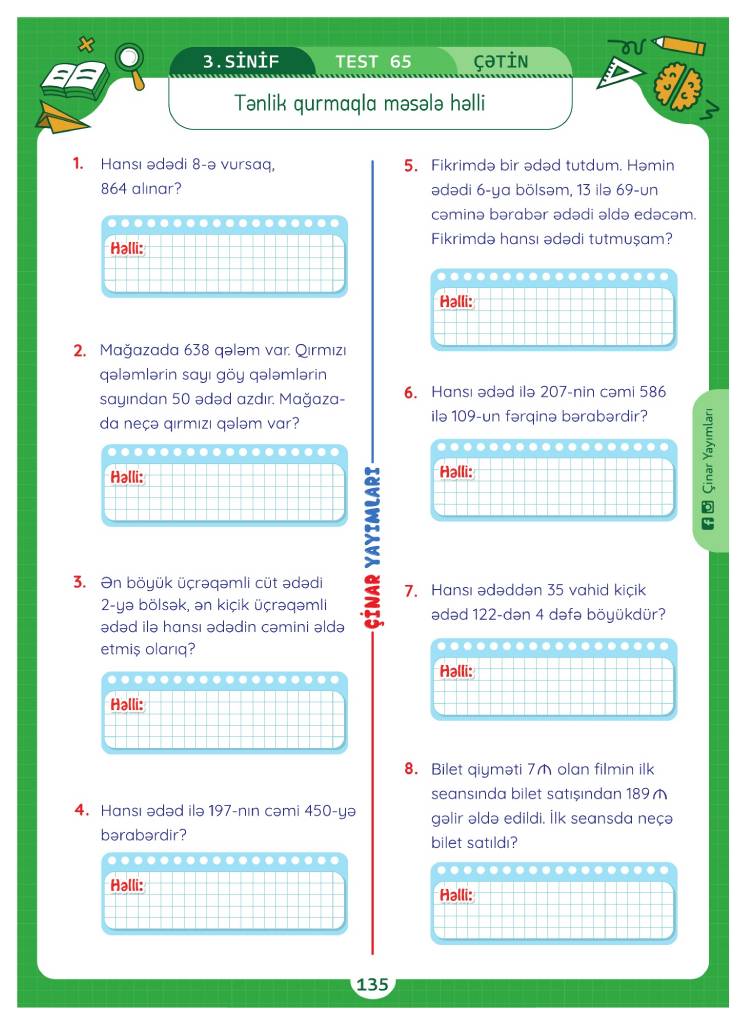 3.SİNİF TEST 65 ÇƏTİN
Tənlik qurmaqla məsələ həlli
1. Hansı ədədi 8-ə vursaq,
864 alınar?
Həlli:
2. Mağazada 638 qələm var. Qırmızı
qələmlərin sayı göy qələmlərin
sayından 50 ədəd azdır. Mağaza-
da neçə qırmızı qələm var?
Həlli:
3. Ən böyük üçrəqəmli cüt ədədi
2-yə bölsək, ən kiçik üçrəqəmli
ədəd ilə hansı ədədin cəmini əldə
etmiş olarıq?
Həlli:
4. Hansı ədəd ilə 197-nın cəmi 450-yə
bərabərdir?
Həlli:
ÇİNAR YAYIMLARI
5. Fikrimdə bir ədəd tutdum. Həmin
ədədi 6-ya bölsəm, 13 ilə 69-un
cəminə bərabər ədədi əldə edəcəm.
Fikrimdə hansı ədədi tutmuşam?
Həlli:
6. Hansı ədəd ilə 207-nin cəmi 586
ilə 109-un fərqinə bərabərdir?
Həlli:
7. Hansı ədəddən 35 vahid kiçik
ədəd 122-dən 4 dəfə böyükdür?
Həlli:
8. Bilet qiyməti 7₼ olan filmin ilk
seansında bilet satışından 189₼
gəlir əldə edildi. İlk seansda neçə
bilet satıldı?
Həlli:
Çinar Yayımları
135